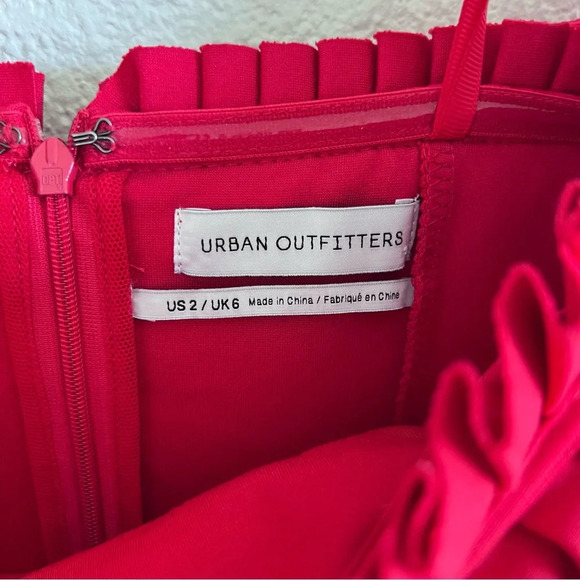 URBAN OUTFITTERS
US 2 / UK 6 Made in China / Fabriqué en Chine